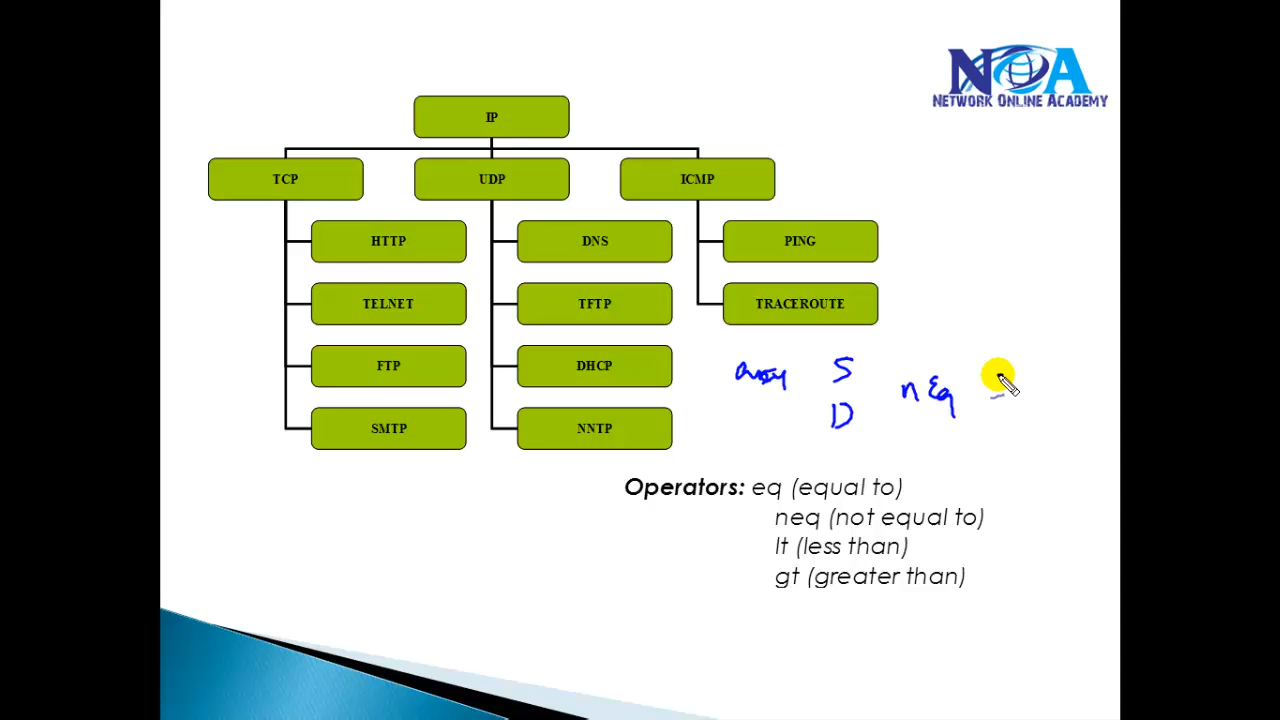 NOA
NETWORK ONLINE ACADEMY
IP
TCP UDP ICMP
HTTP DNS PING
TELNET TFTP TRACEROUTE
FTP DHCP
SMTP NNTP
S
D
nEq
Operators: eq (equal to)
neq (not equal to)
lt (less than)
gt (greater than)